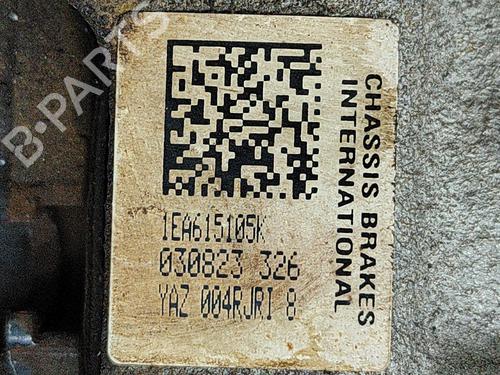 B-PARTS
CHASSIS BRAKES
INTERNATIONAL
1EA615105K
030823 326
YAZ 004RJRI 8